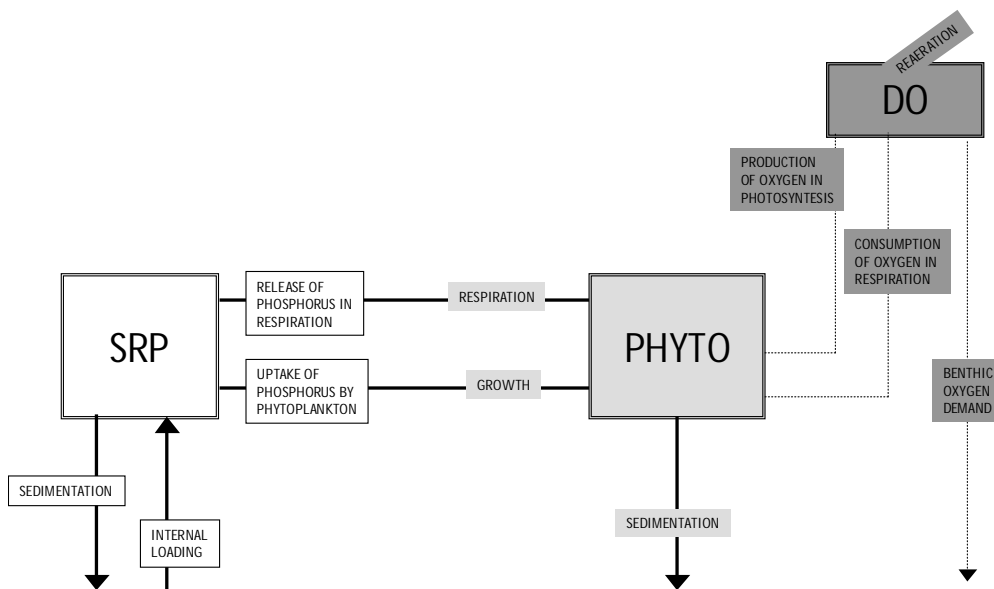 REAERATION
DO
PRODUCTION
OF OXYGEN IN
PHOTOSYNTESIS
CONSUMPTION
OF OXYGEN IN
RESPIRATION
RELEASE OF
PHOSPHORUS IN
RESPIRATION
RESPIRATION
SRP
PHYTO
UPTAKE OF
PHOSPHORUS BY
PHYTOPLANKTON
GROWTH
BENTHIC
OXYGEN
DEMAND
SEDIMENTATION
INTERNAL
LOADING
SEDIMENTATION